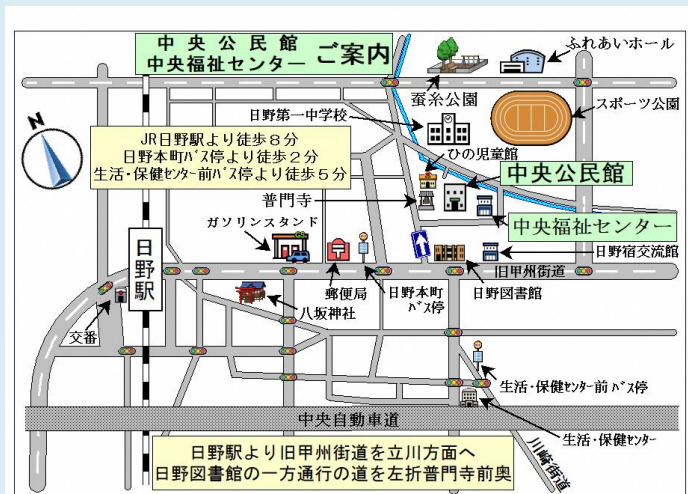 中央公民館
中央福祉センター ご案内
ふれあいホール
蚕糸公園
スポーツ公園
日野第一中学校
N
JR日野駅より徒歩8分
日野本町バス停より徒歩2分
生活・保健センター前バス停より徒歩5分
ひの児童館
中央公民館
普門寺
中央福祉センター
ガソリンスタンド
日野宿交流館
日野駅
旧甲州街道
郵便局
日野本町
バス停
日野図書館
八坂神社
交番
生活・保健センター前バス停
中央自動車道
生活・保健センター
川崎街道
日野駅より旧甲州街道を立川方面へ
日野図書館の一方通行の道を左折普門寺前奥